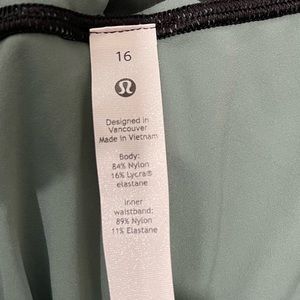 16
Designed in
Vancouver
Made in Vietnam
Body:
84% Nylon
16% Lycra®
elastane
Inner
waistband:
89% Nylon
11% Elastane